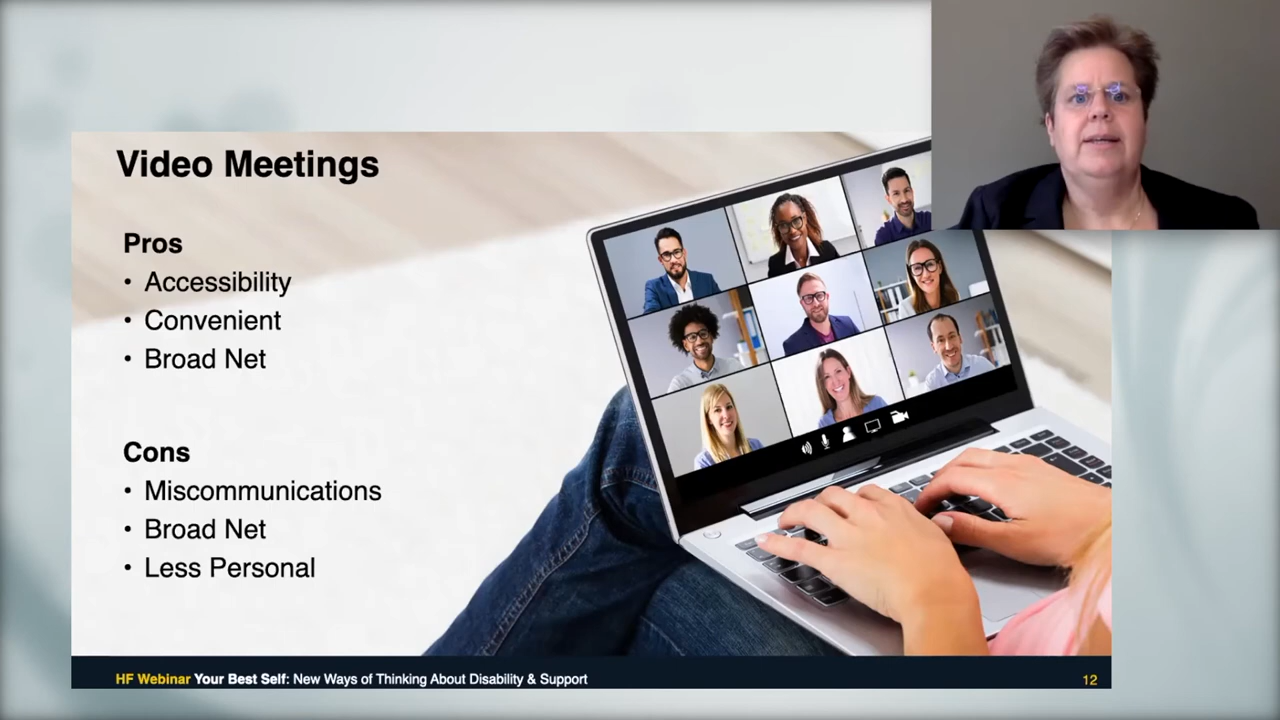 Video Meetings
Pros
• Accessibility
• Convenient
• Broad Net
Cons
• Miscommunications
• Broad Net
• Less Personal
HF Webinar Your Best Self: New Ways of Thinking About Disability & Support
12